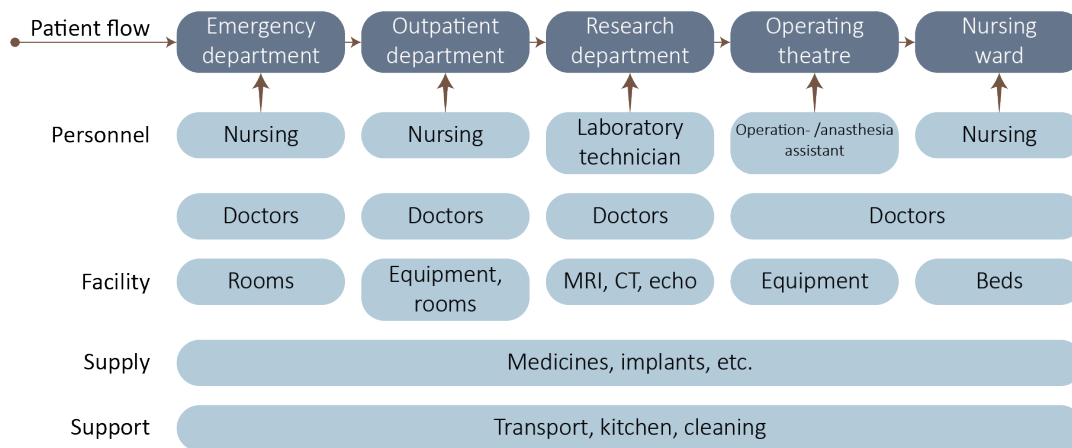 Patient flow
Emergency
department
Outpatient
department
Research
department
Operating
theatre
Nursing
ward
Personnel
Nursing
Nursing
Laboratory
technician
Operation- /anasthesia
assistant
Nursing
Doctors
Doctors
Doctors
Doctors
Facility
Rooms
Equipment,
rooms
MRI, CT, echo
Equipment
Beds
Supply
Medicines, implants, etc.
Support
Transport, kitchen, cleaning